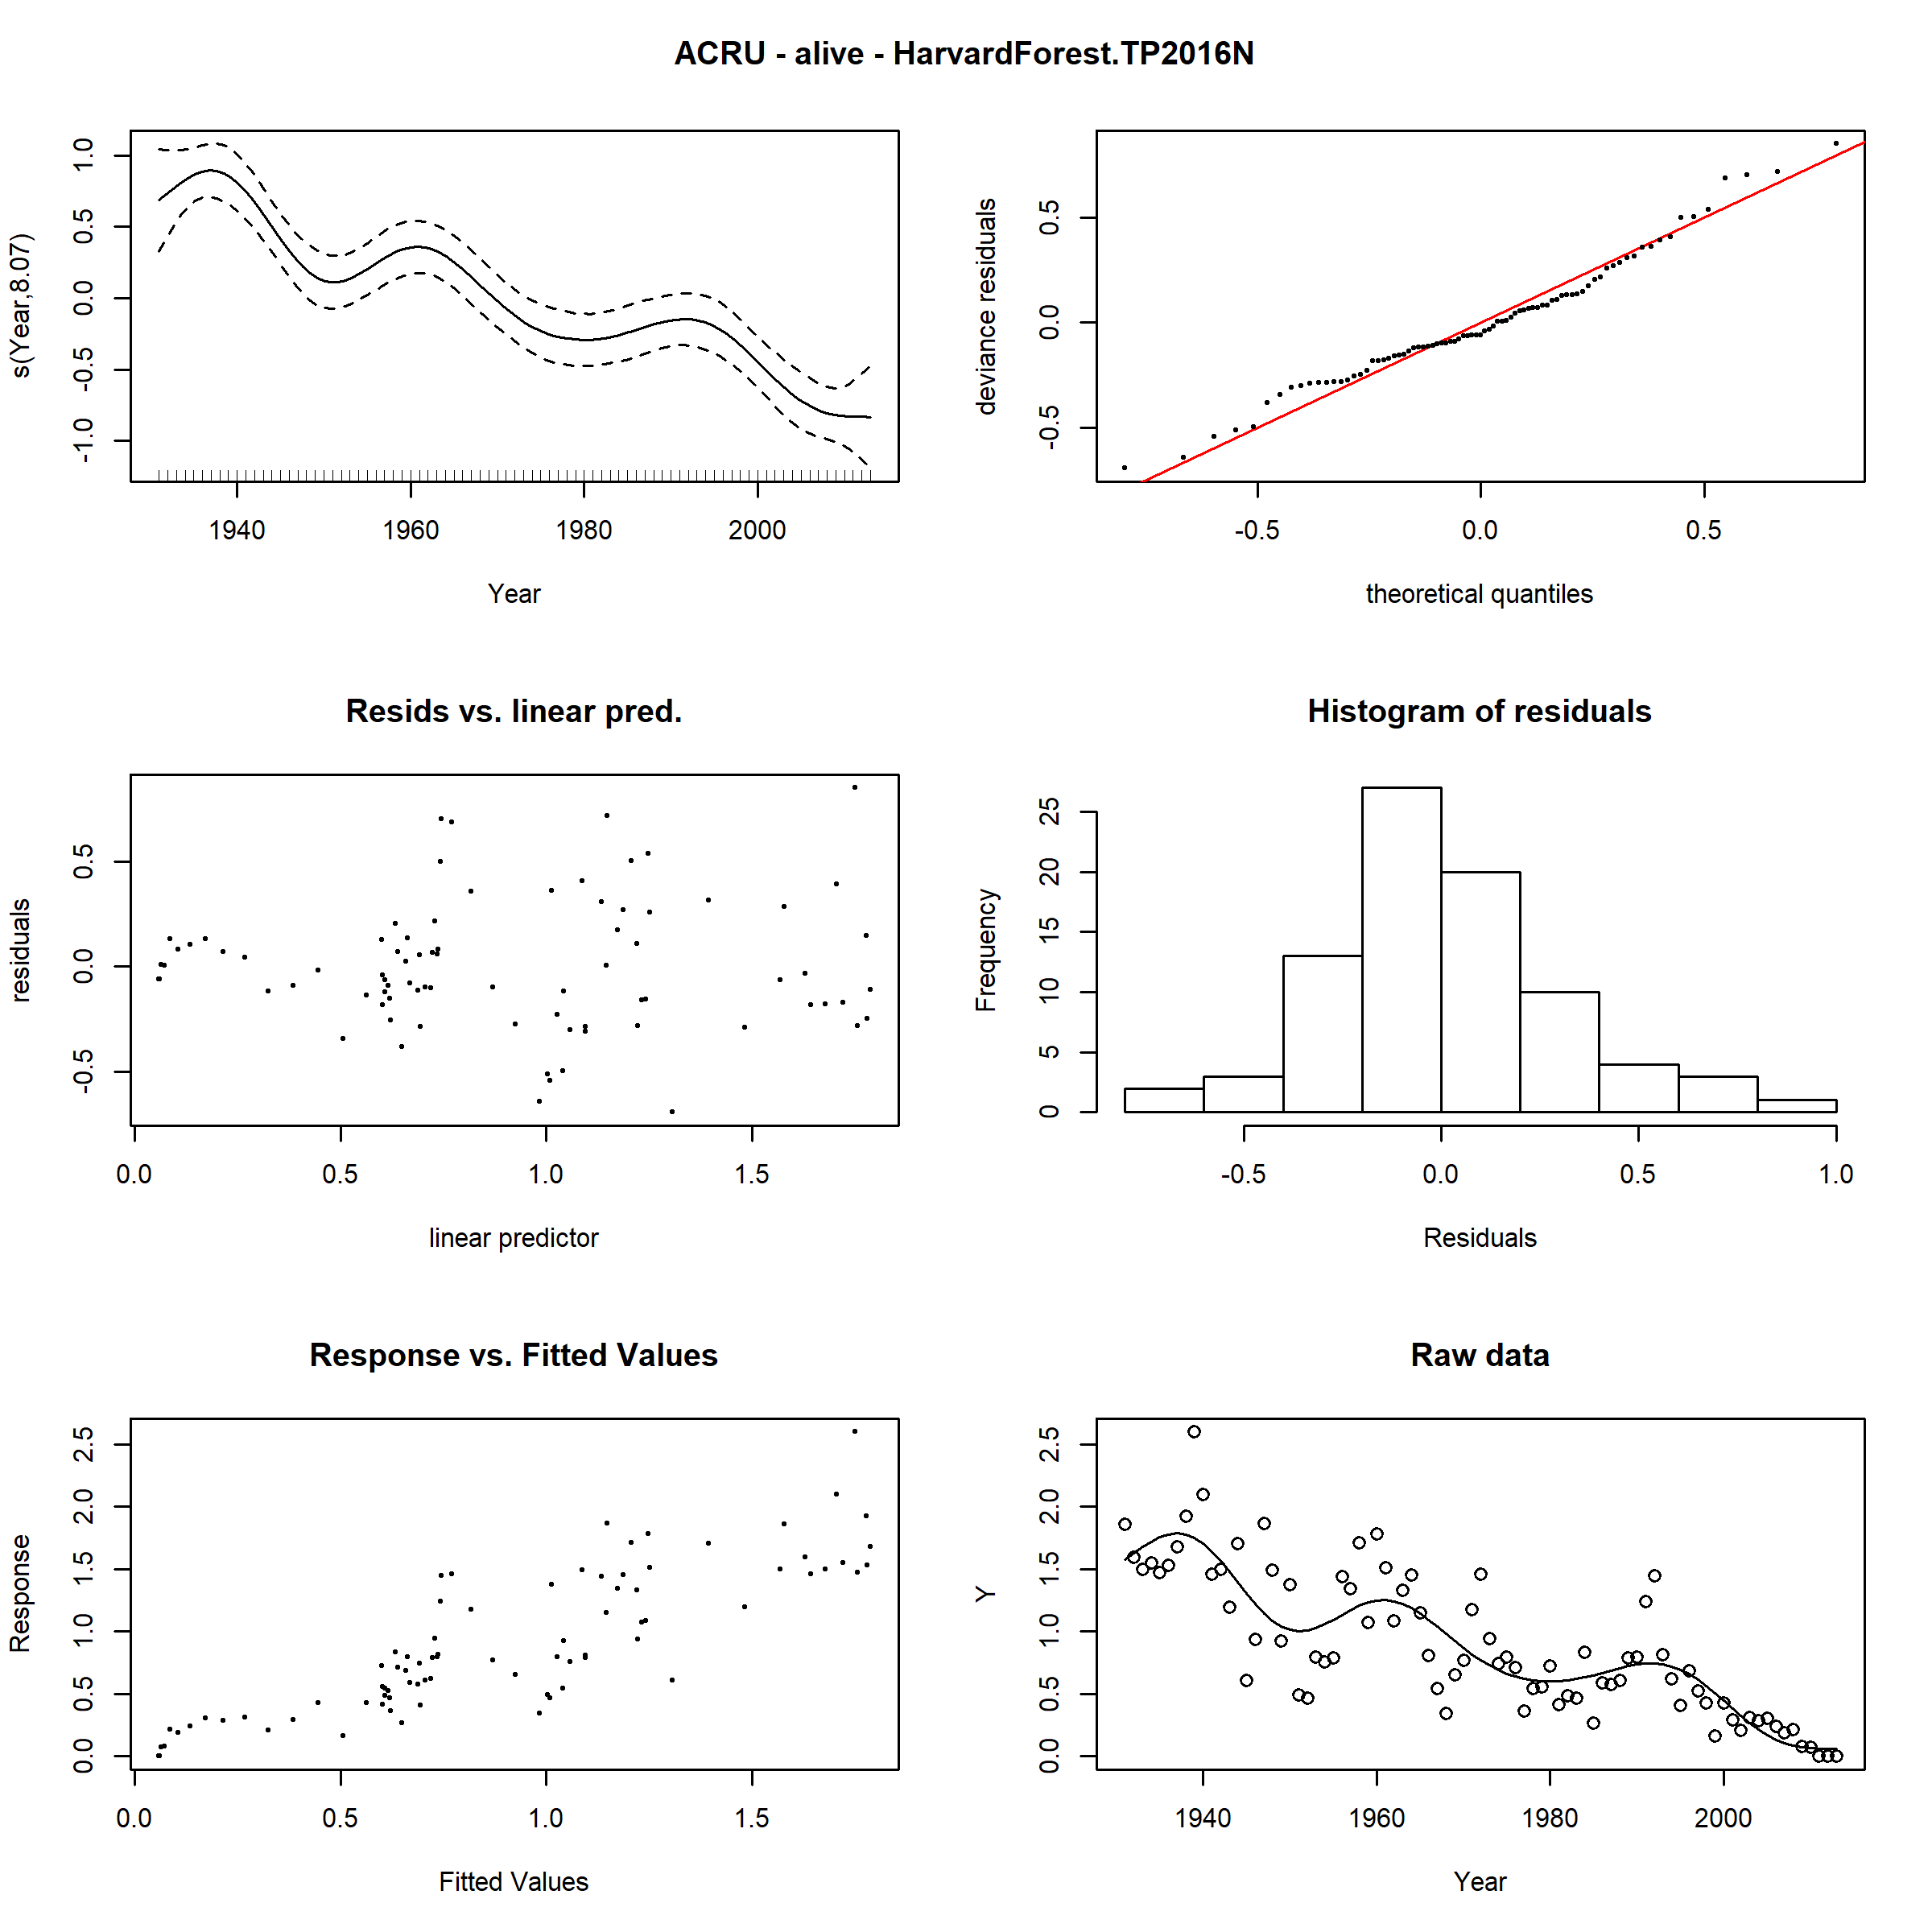 ACRU - alive - HarvardForest.TP2016N
s(Year,8.07)
1.0
0.5
0.0
-0.5
-1.0
1940 1960 1980 2000
Year
deviance residuals
0.5
0.0
-0.5
-0.5 0.0 0.5
theoretical quantiles
Resids vs. linear pred.
residuals
0.5
0.0
-0.5
0.0 0.5 1.0 1.5
linear predictor
Histogram of residuals
Frequency
25
20
15
10
5
0
-0.5 0.0 0.5 1.0
Residuals
Response vs. Fitted Values
Response
2.5
2.0
1.5
1.0
0.5
0.0
0.0 0.5 1.0 1.5
Fitted Values
Raw data
Y
2.5
2.0
1.5
1.0
0.5
0.0
1940 1960 1980 2000
Year